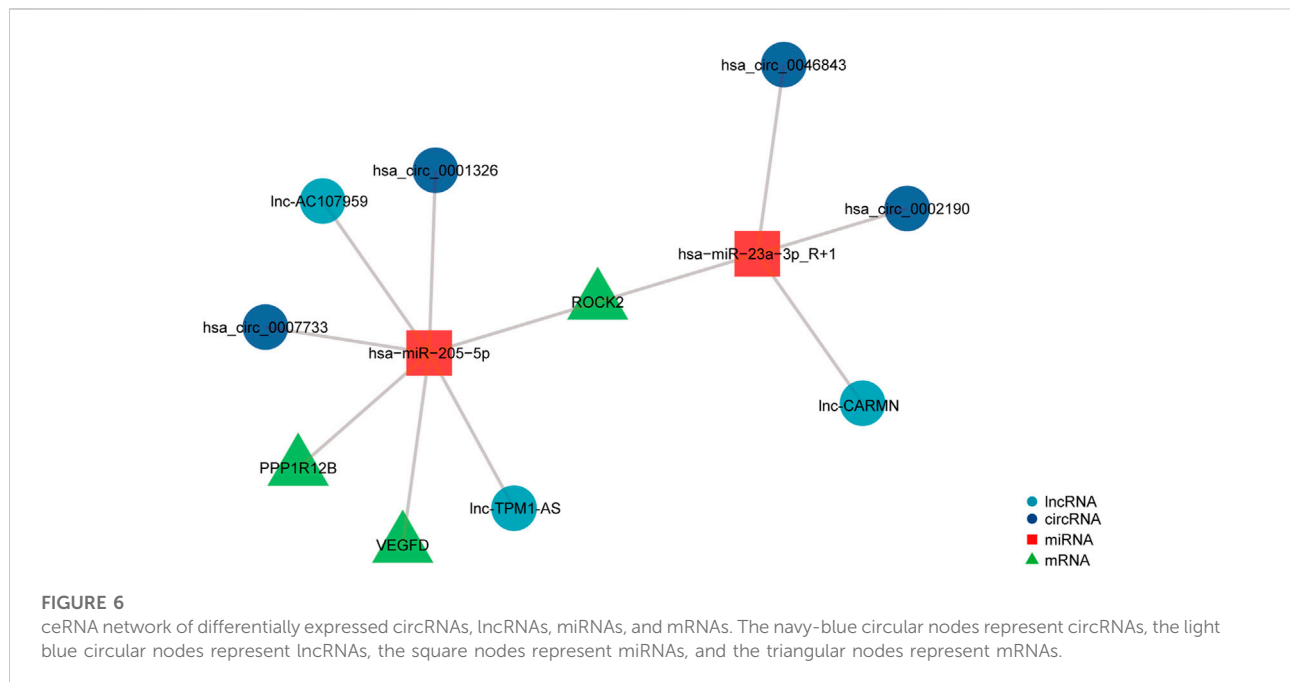 hsa_circ_0046843
hsa_circ_0001326
lnc-AC107959
hsa_circ_0002190
hsa−miR−23a−3p_R+1
ROCK2
hsa_circ_0007733
hsa−miR−205−5p
lnc-CARMN
PPP1R12B
lnc-TPM1-AS
VEGFD
lncRNA
circRNA
miRNA
mRNA
FIGURE 6
ceRNA network of differentially expressed circRNAs, lncRNAs, miRNAs, and mRNAs. The navy-blue circular nodes represent circRNAs, the light
blue circular nodes represent lncRNAs, the square nodes represent miRNAs, and the triangular nodes represent mRNAs.